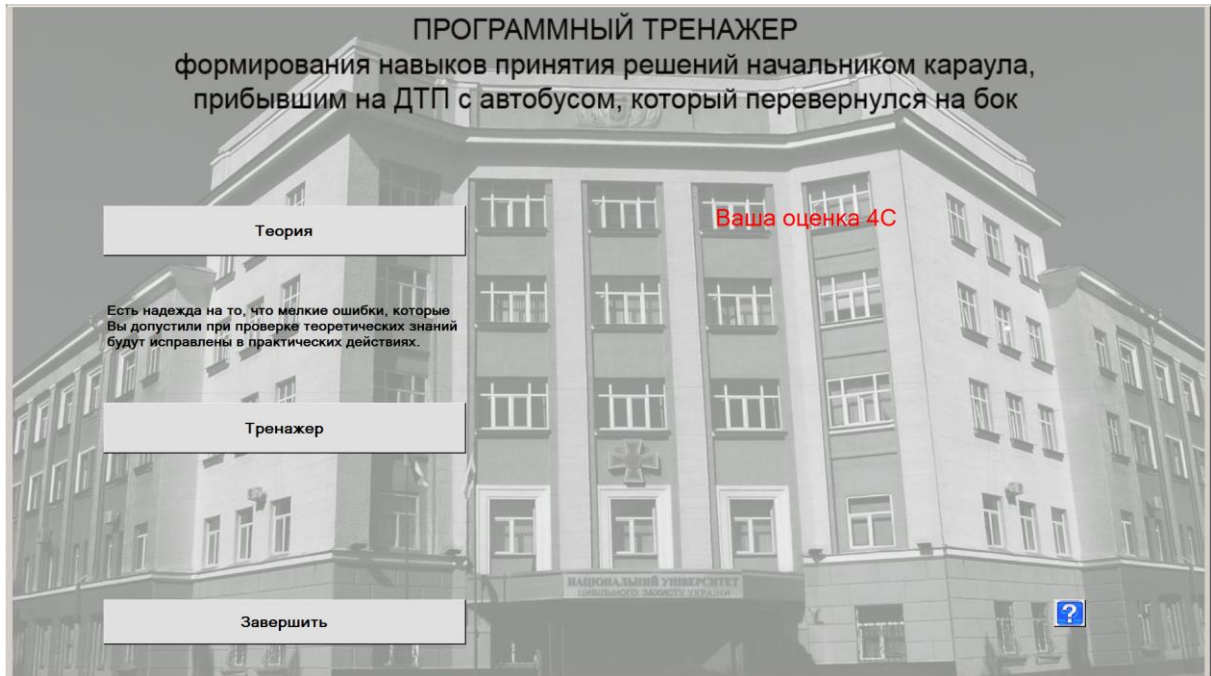 ПРОГРАММНЫЙ ТРЕНАЖЕР
формирования навыков принятия решений начальником караула,
прибывшим на ДТП с автобусом, который перевернулся на бок
Ваша оценка 4С
Теория
Есть надежда на то, что мелкие ошибки, которые
Вы допустили при проверке теоретических знаний
будут исправлены в практических действиях.
Тренажер
НАЦІОНАЛЬНИЙ УНІВЕРСИТЕТ
ЦИВІЛЬНОГО ЗАХИСТУ УКРАЇНИ
Завершить
?